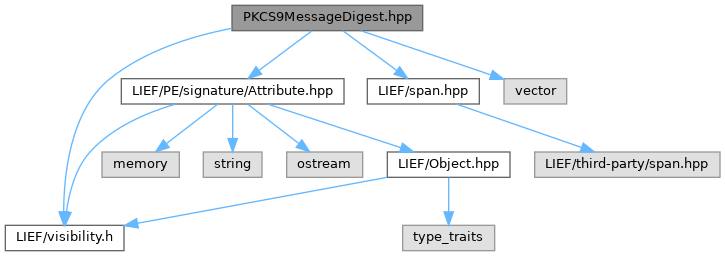 PKCS9MessageDigest.hpp
LIEF/PE/signature/Attribute.hpp
LIEF/span.hpp
vector
memory
string
ostream
LIEF/Object.hpp
LIEF/third-party/span.hpp
LIEF/visibility.h
type_traits